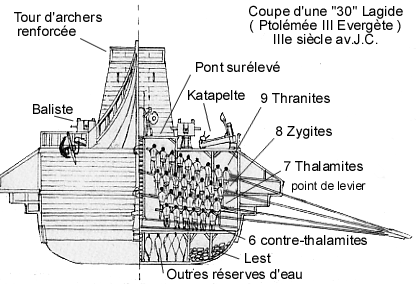 Tour d'archers
renforcée
Coupe d'une "30" Lagide
( Ptolémée III Evergète )
IIIe siècle av.J.C.
Pont surélevé
Baliste
Katapelte
9 Thranites
8 Zygites
7 Thalamites
point de levier
6 contre-thalamites
Lest
Outres réserves d'eau